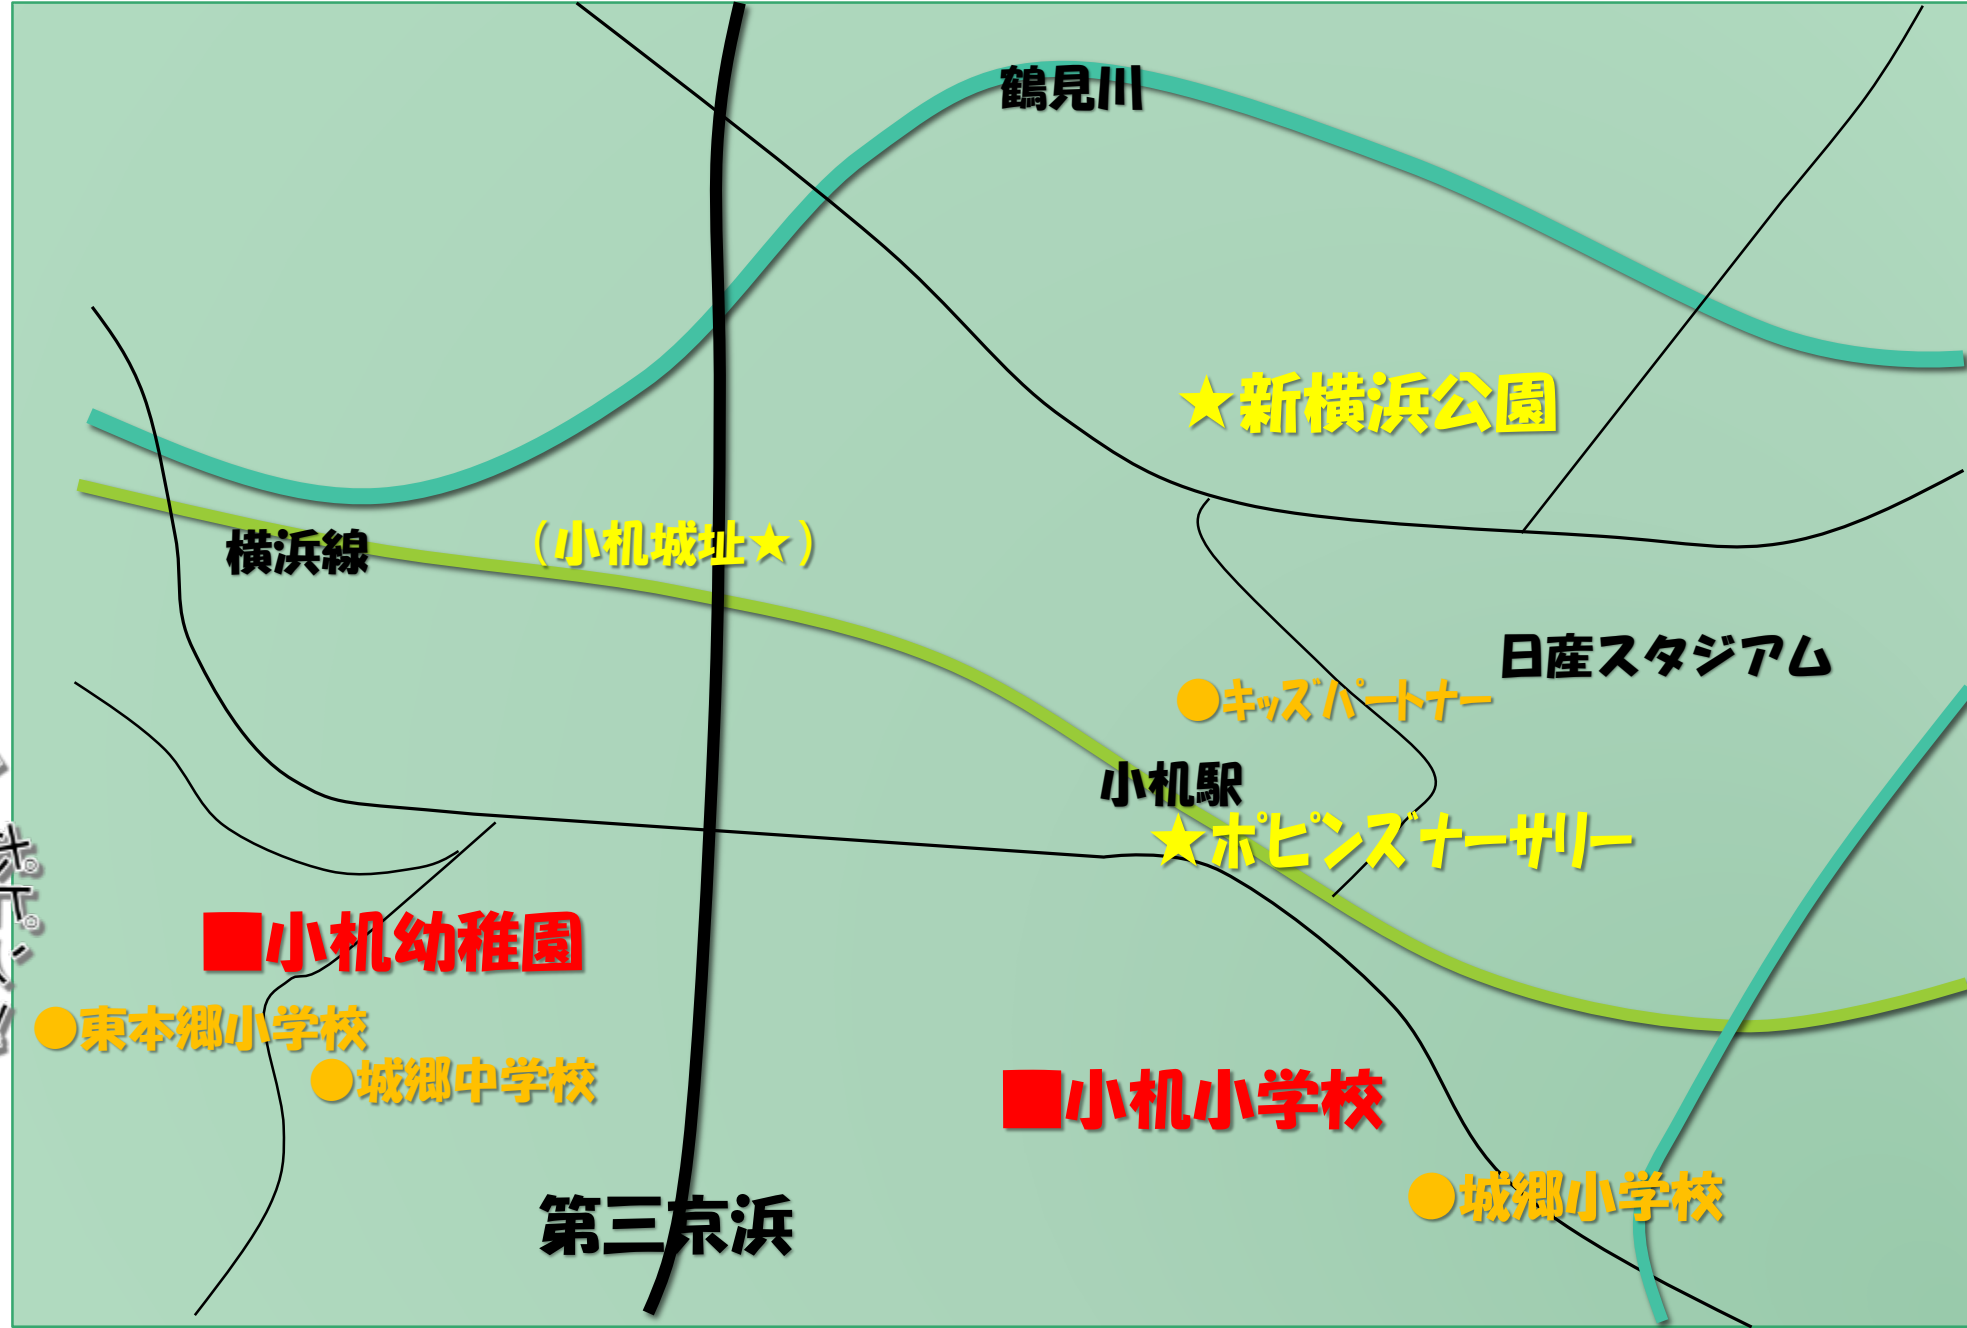 鶴見川
★新横浜公園
横浜線
（小机城址★）
日産スタジアム
●キッズパートナー
小机駅
★ポピンズナーサリー
■小机幼稚園
●東本郷小学校
●城郷中学校
■小机小学校
●城郷小学校
第三京浜